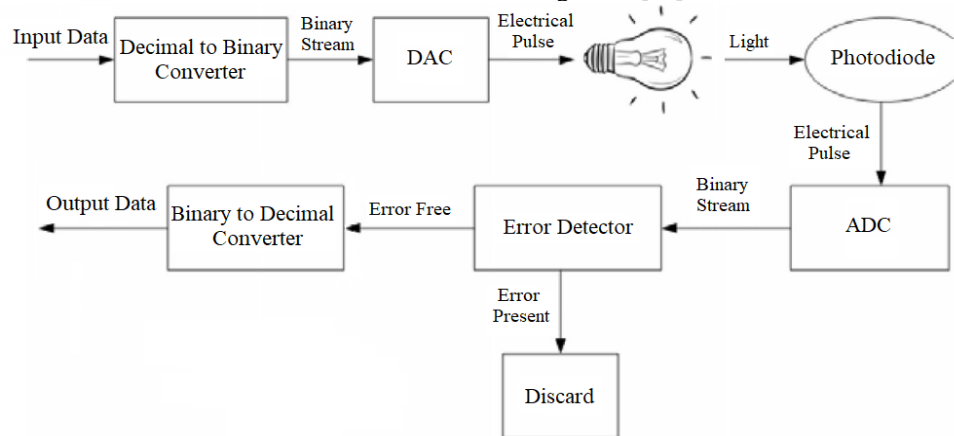 Input Data
Decimal to Binary
Converter
Binary
Stream
DAC
Electrical
Pulse
Light
Photodiode
Electrical
Pulse
ADC
Binary
Stream
Error Detector
Error Free
Binary to Decimal
Converter
Output Data
Error
Present
Discard